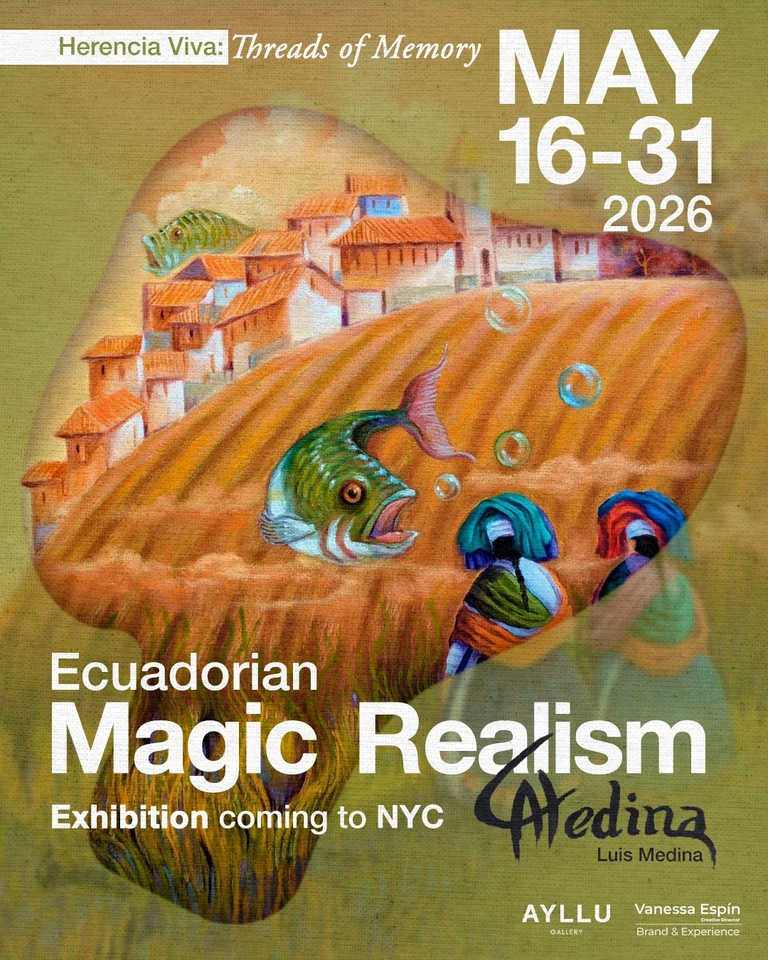 Herencia Viva: Threads of Memory
MAY
16-31
2026
Ecuadorian
Magic Realism
Exhibition coming to NYC
Medina
Luis Medina
AYLLU
GALLERY
Vanessa Espín
Creative Director
Brand & Experience